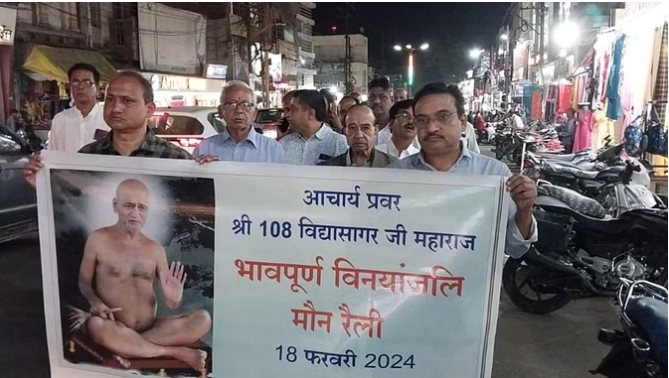 आचार्य प्रवर
श्री 108 विद्यासागर जी महाराज
भावपूर्ण विनयांजलि
मौन रैली
18 फरवरी 2024